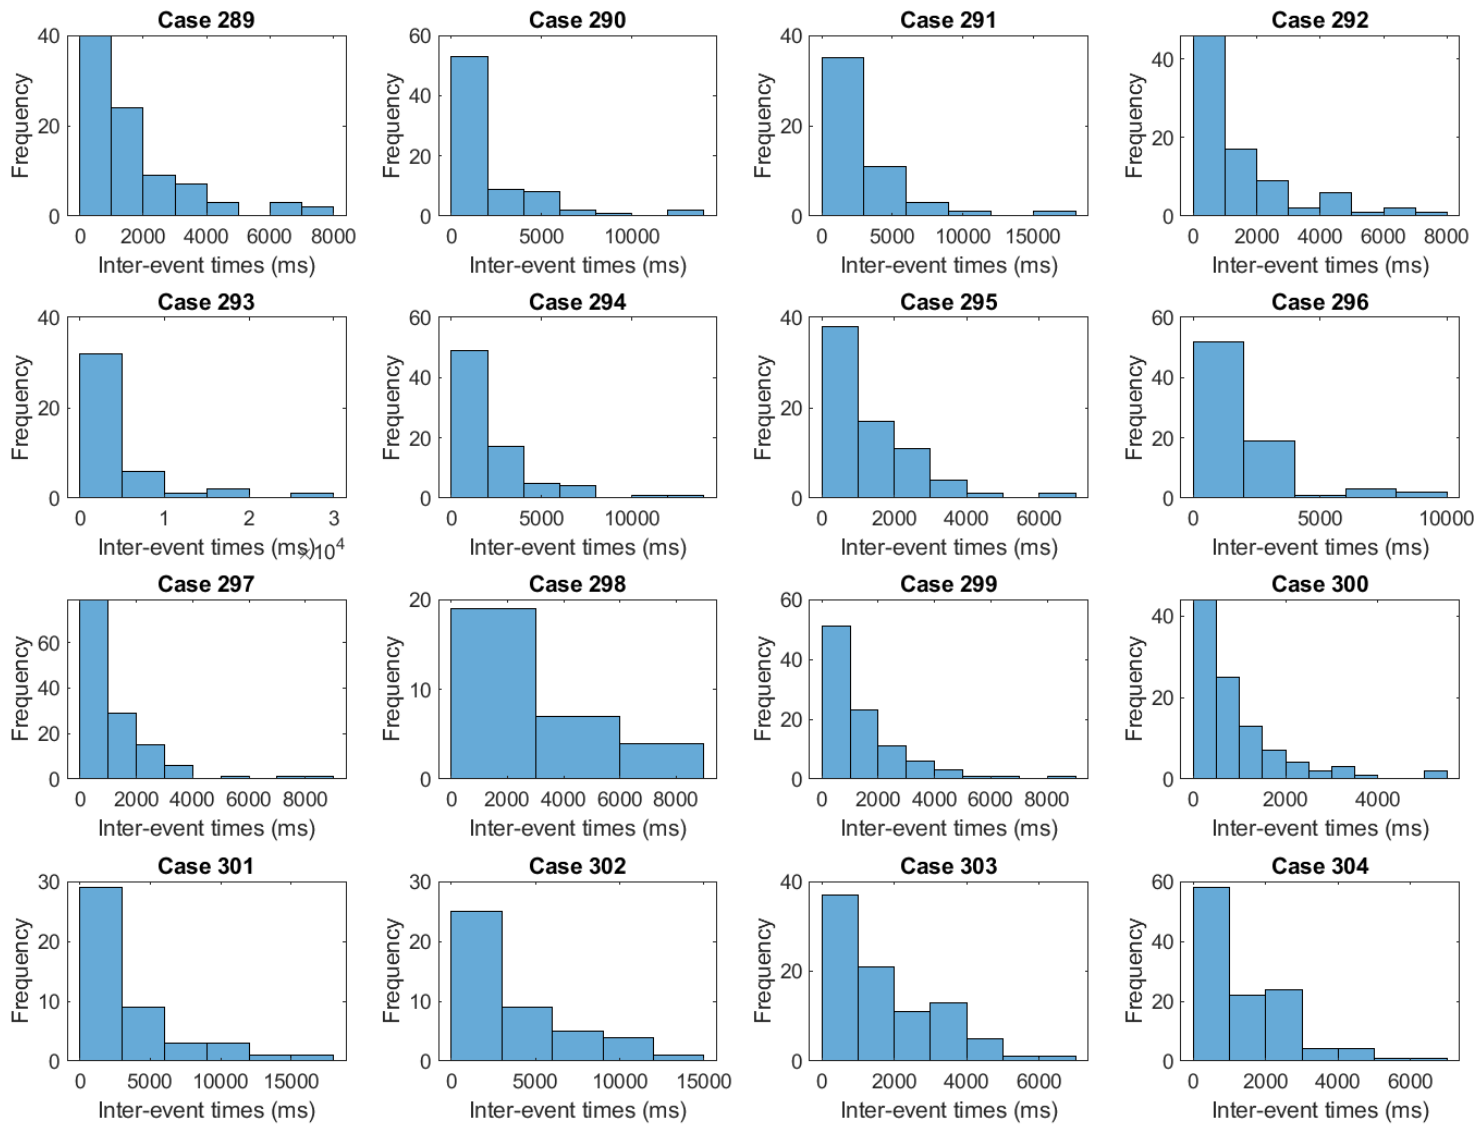 Case 289
Case 290
Case 291
Case 292
40
20
0
Frequency
0 2000 4000 6000 8000
Inter-event times (ms)
60
40
20
0
Frequency
0 5000 10000
Inter-event times (ms)
40
20
0
Frequency
0 5000 10000 15000
Inter-event times (ms)
40
20
0
Frequency
0 2000 4000 6000 8000
Inter-event times (ms)
Case 293
Case 294
Case 295
Case 296
40
20
0
Frequency
0 1 2 3
Inter-event times (ms)
×10^4
60
40
20
0
Frequency
0 5000 10000
Inter-event times (ms)
40
20
0
Frequency
0 2000 4000 6000
Inter-event times (ms)
60
40
20
0
Frequency
0 5000 10000
Inter-event times (ms)
Case 297
Case 298
Case 299
Case 300
60
40
20
0
Frequency
0 2000 4000 6000 8000
Inter-event times (ms)
20
10
0
Frequency
0 2000 4000 6000 8000
Inter-event times (ms)
60
40
20
0
Frequency
0 2000 4000 6000 8000
Inter-event times (ms)
40
20
0
Frequency
0 2000 4000
Inter-event times (ms)
Case 301
Case 302
Case 303
Case 304
30
20
10
0
Frequency
0 5000 10000 15000
Inter-event times (ms)
30
20
10
0
Frequency
0 5000 10000 15000
Inter-event times (ms)
40
20
0
Frequency
0 2000 4000 6000
Inter-event times (ms)
60
40
20
0
Frequency
0 2000 4000 6000
Inter-event times (ms)